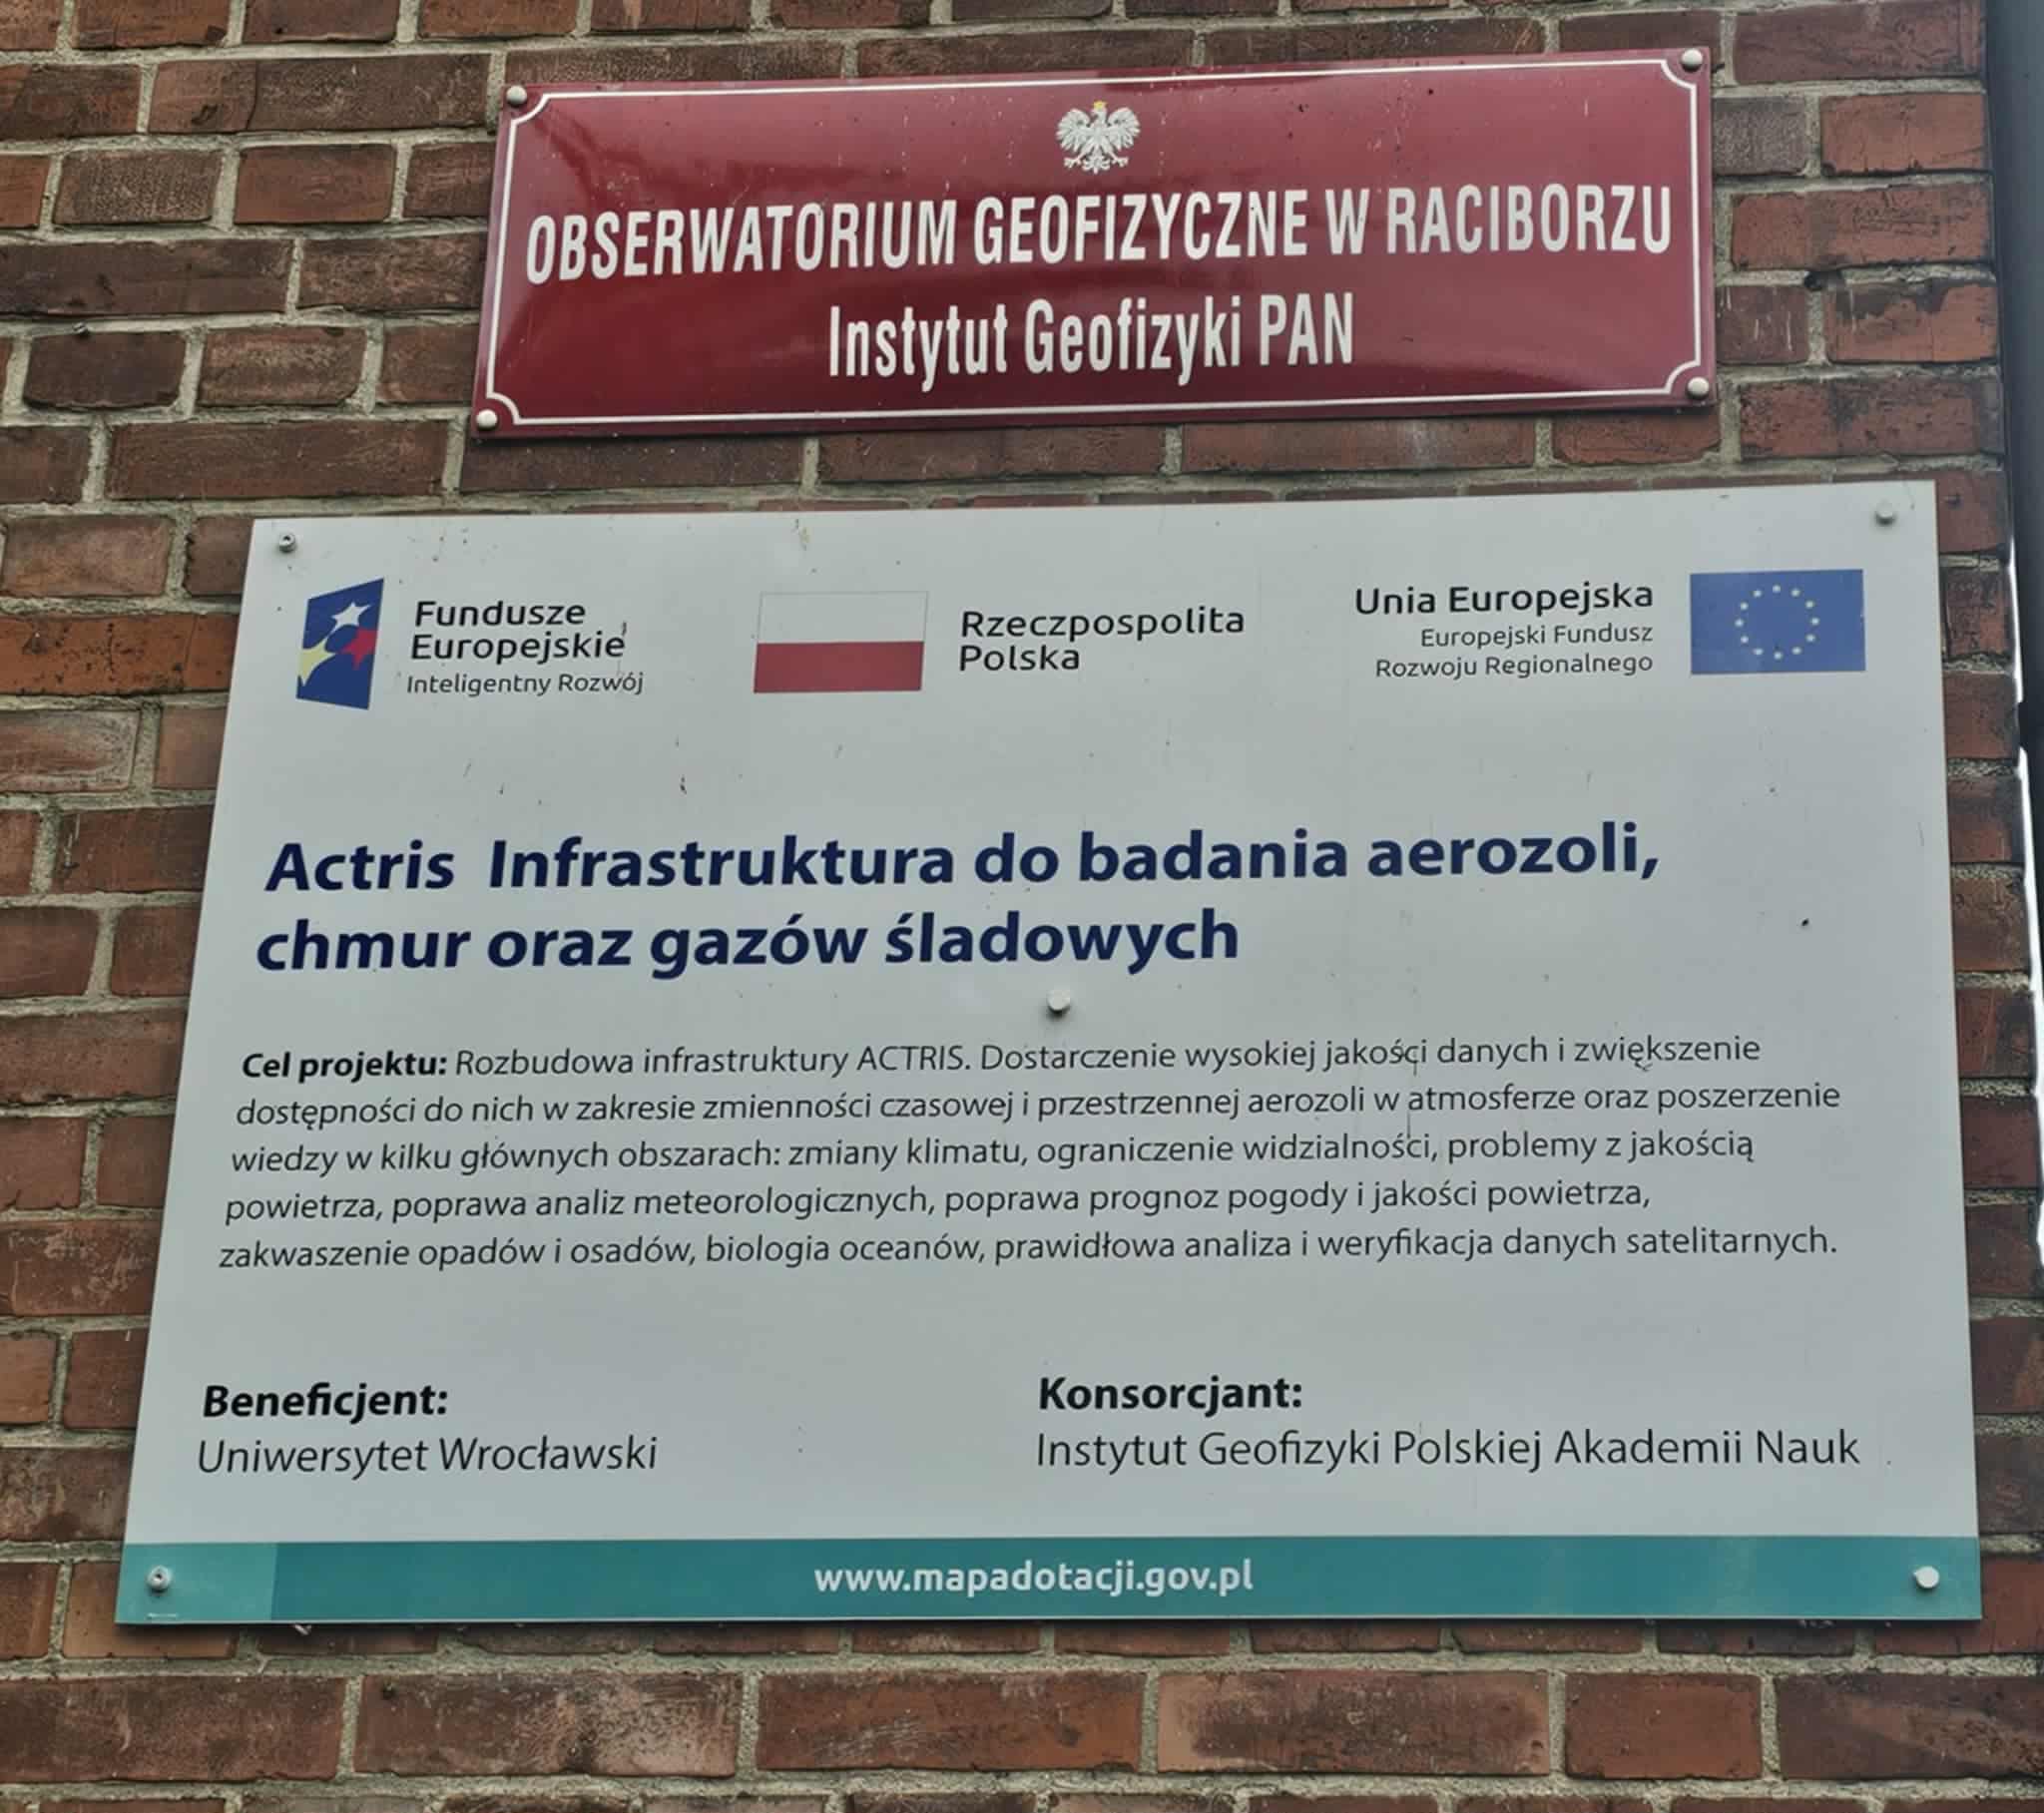 OBSERWATORIUM GEOFIZYCZNE W RACIBORZU
Instytut Geofizyki PAN
Fundusze
Europejskie
Inteligentny Rozwój
Rzeczpospolita
Polska
Unia Europejska
Europejski Fundusz
Rozwoju Regionalnego
Actris Infrastruktura do badania aerozoli,
chmur oraz gazów śladowych
Cel projektu: Rozbudowa infrastruktury ACTRIS. Dostarczenie wysokiej jakości danych i zwiększenie
dostępności do nich w zakresie zmienności czasowej i przestrzennej aerozoli w atmosferze oraz poszerzenie
wiedzy w kilku głównych obszarach: zmiany klimatu, ograniczenie widzialności, problemy z jakością
powietrza, poprawa analiz meteorologicznych, poprawa prognoz pogody i jakości powietrza,
zakwaszenie opadów i osadów, biologia oceanów, prawidłowa analiza i weryfikacja danych satelitarnych.
Beneficjent:
Uniwersytet Wrocławski
Konsorcjant:
Instytut Geofizyki Polskiej Akademii Nauk
www.mapadotacji.gov.pl